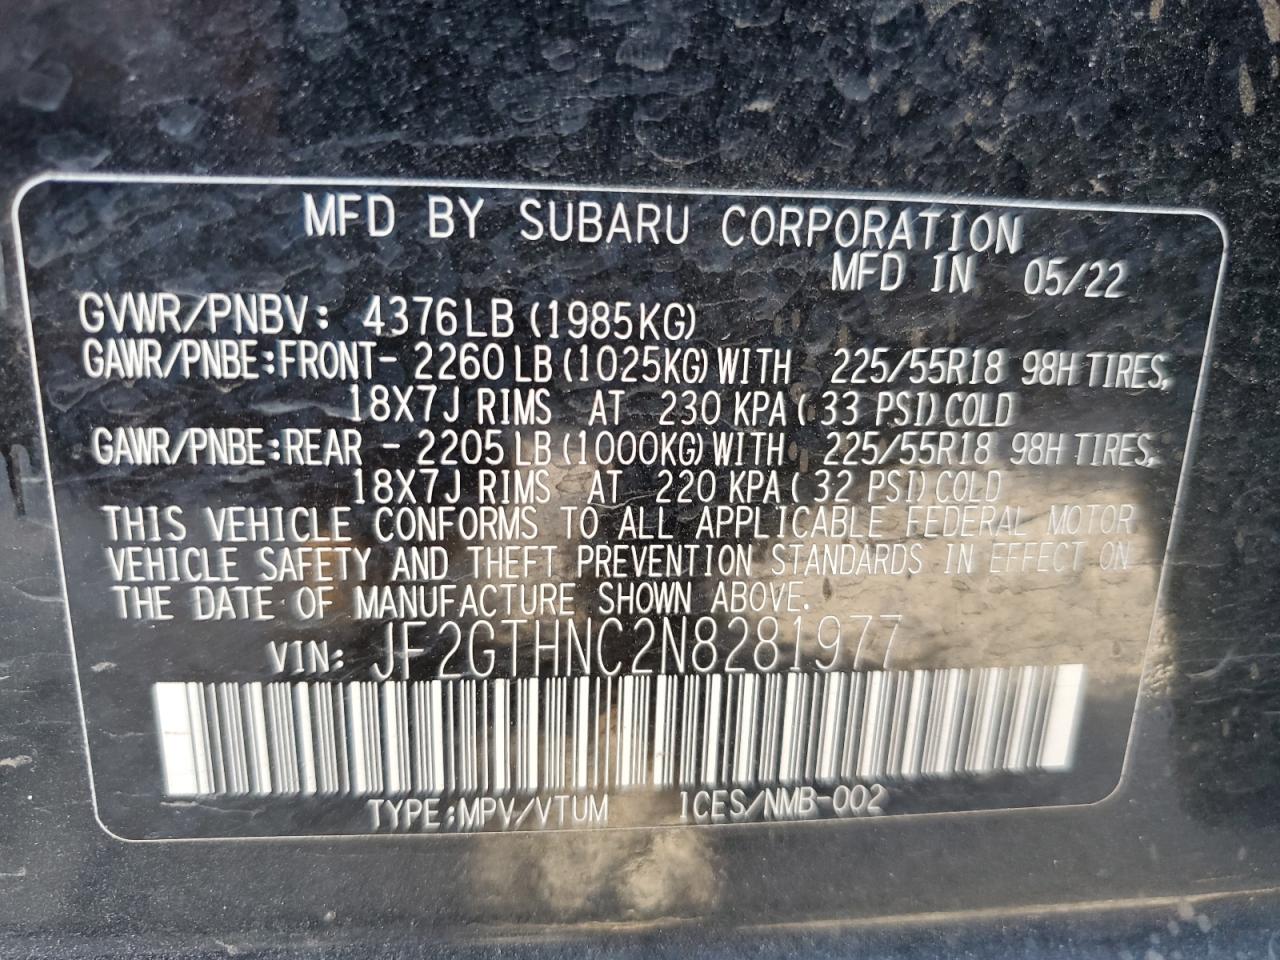 MFD BY SUBARU CORPORATION
MFD IN 05/22
GVWR/PNBV: 4376LB (1985KG)
GAWR/PNBE:FRONT- 2260LB (1025KG) WITH 225/55R18 98H TIRES,
18X7J RIMS AT 230 KPA ( 33 PSI) COLD
GAWR/PNBE:REAR - 2205LB (1000KG) WITH 225/55R18 98H TIRES,
18X7J RIMS AT 220 KPA ( 32 PSI) COLD
THIS VEHICLE CONFORMS TO ALL APPLICABLE FEDERAL MOTOR
VEHICLE SAFETY AND THEFT PREVENTION STANDARDS IN EFFECT ON
THE DATE OF MANUFACTURE SHOWN ABOVE.
VIN: JF2GTHNC2N8281977
TYPE:MPV/VTUM 1CES/NMB-002